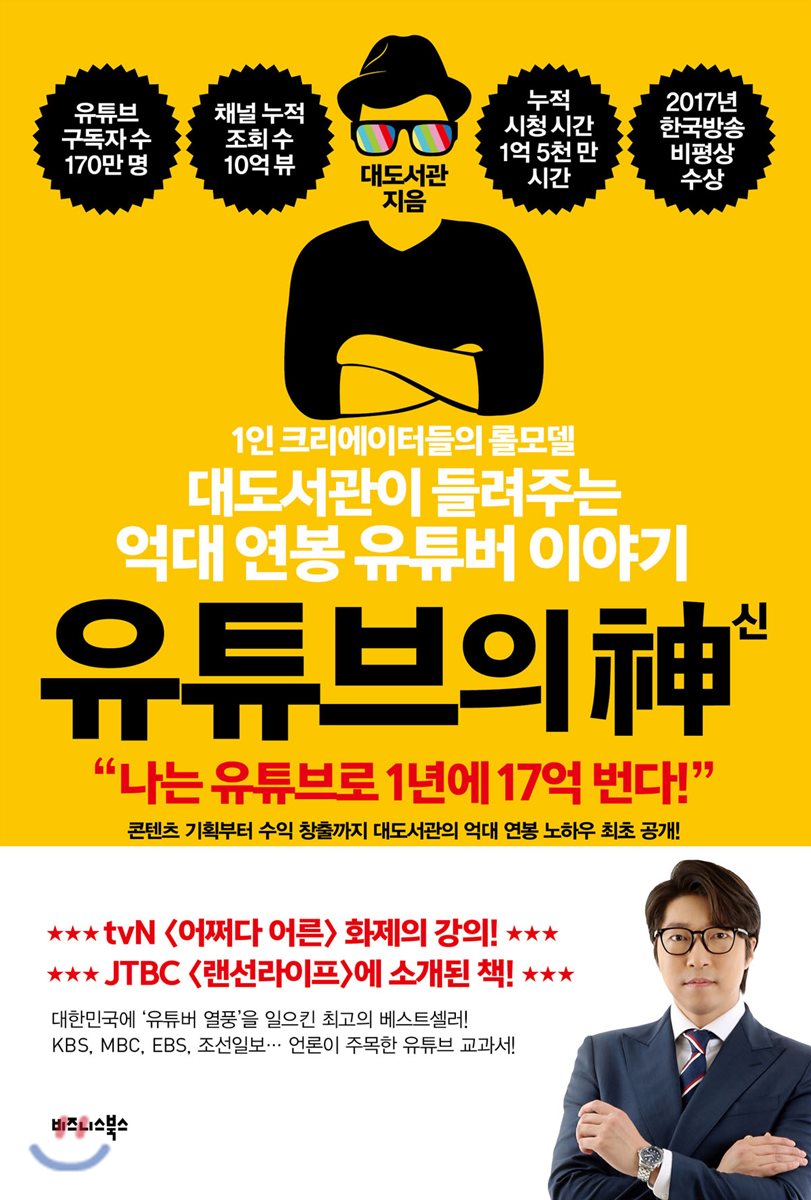 유튜브
구독자 수
170만 명
채널 누적
조회 수
10억 뷰
대도서관
지음
누적
시청 시간
1억 5천 만
시간
2017년
한국방송
비평상
수상
1인 크리에이터들의 롤모델
대도서관이 들려주는
억대 연봉 유튜버 이야기
유튜브의 神신
“나는 유튜브로 1년에 17억 번다!”
콘텐츠 기획부터 수익 창출까지 대도서관의 억대 연봉 노하우 최초 공개!
★★★ tvN 〈어쩌다 어른〉 화제의 강의! ★★★
★★★ JTBC 〈랜선라이프〉에 소개된 책! ★★★
대한민국에 ‘유튜버 열풍’을 일으킨 최고의 베스트셀러!
KBS, MBC, EBS, 조선일보… 언론이 주목한 유튜브 교과서!
비즈니스북스